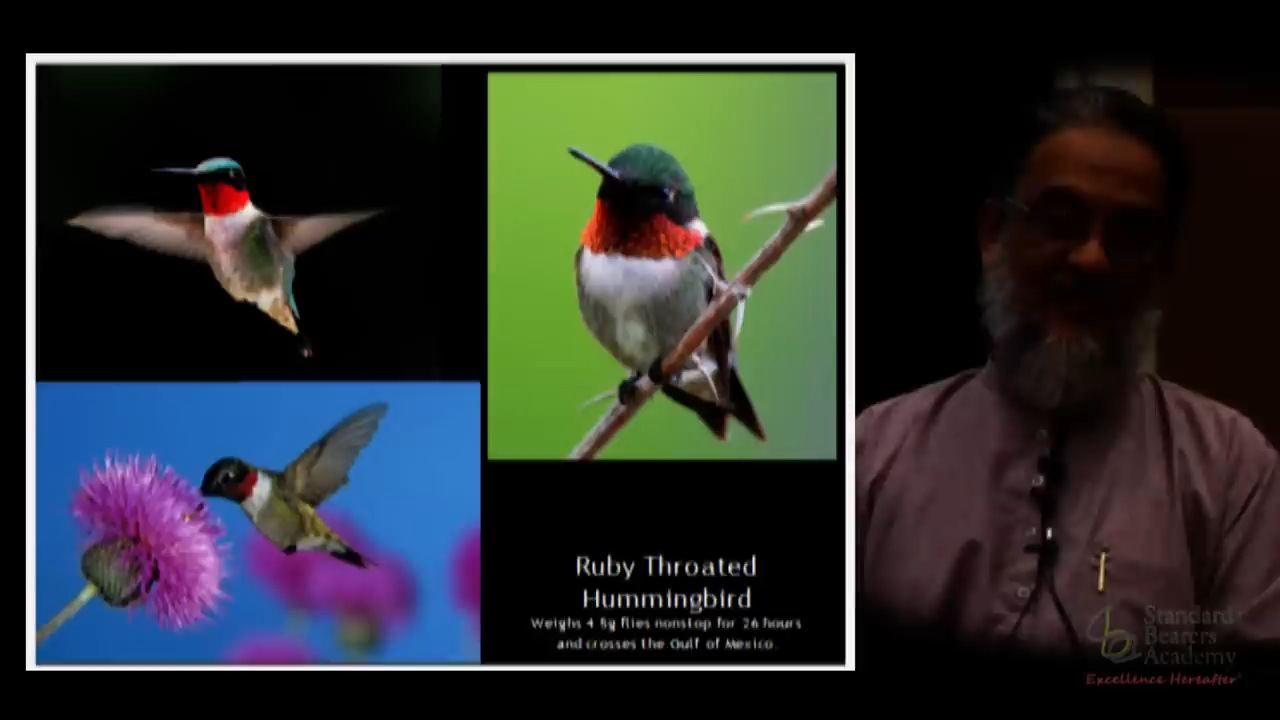 Ruby Throated
Hummingbird
Weighs 4 5g flies nonstop for 26 hours
and crosses the Gulf of Mexico.
Standards
Bearers
Academy
Excellence Hereafter